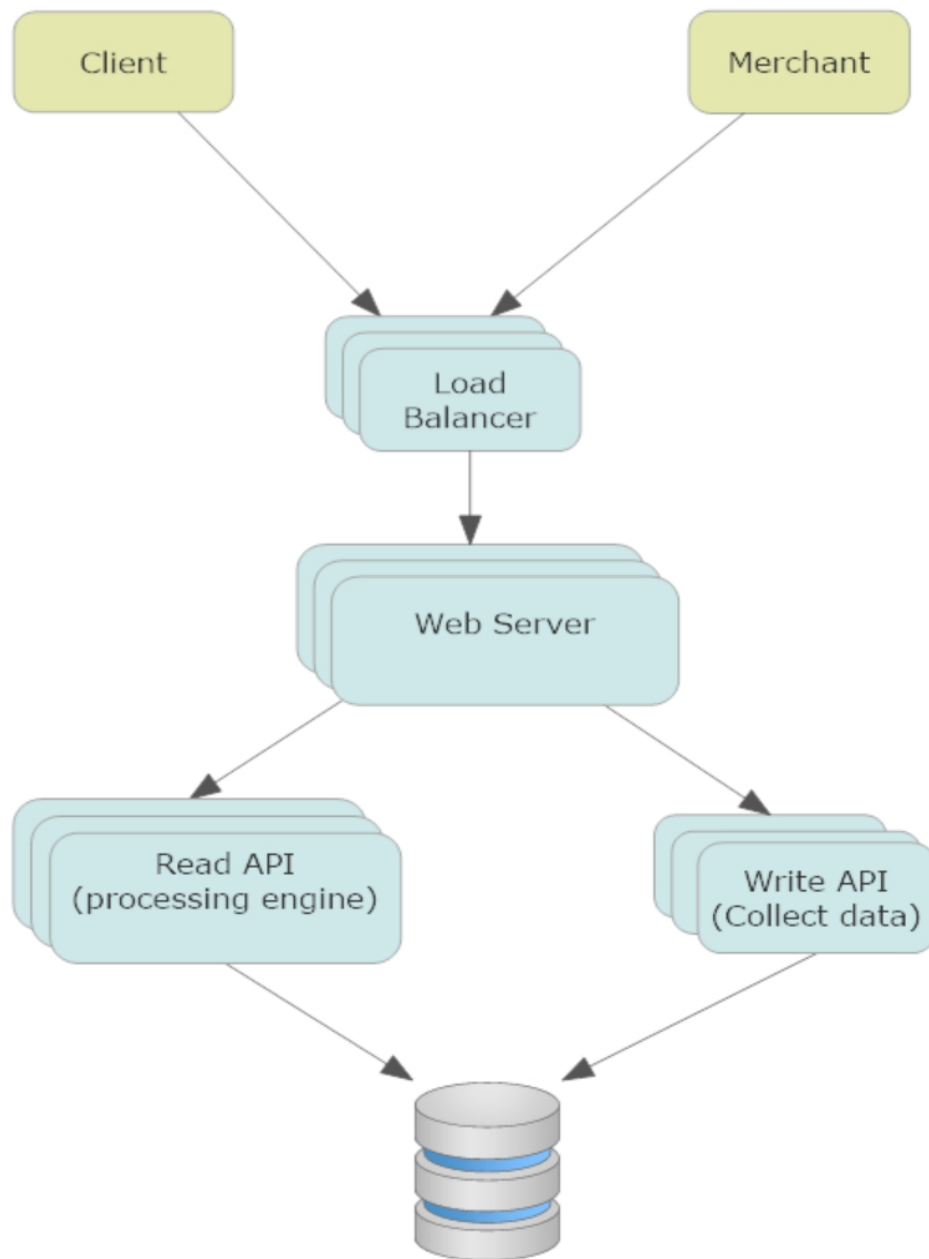 Client
Merchant
Load
Balancer
Web Server
Read API
(processing engine)
Write API
(Collect data)